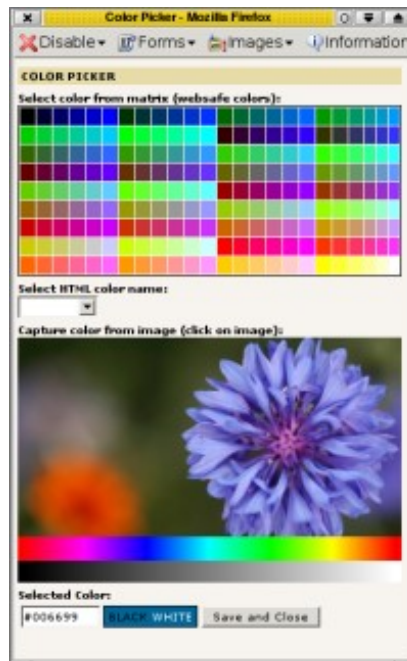 Color Picker - Mozilla Firefox
Disable Forms Images Information
COLOR PICKER
Select color from matrix (websafe colors):
Select HTML color name:
Capture color from image (click on image):
Selected Color:
#006699 BLACK WHITE Save and Close